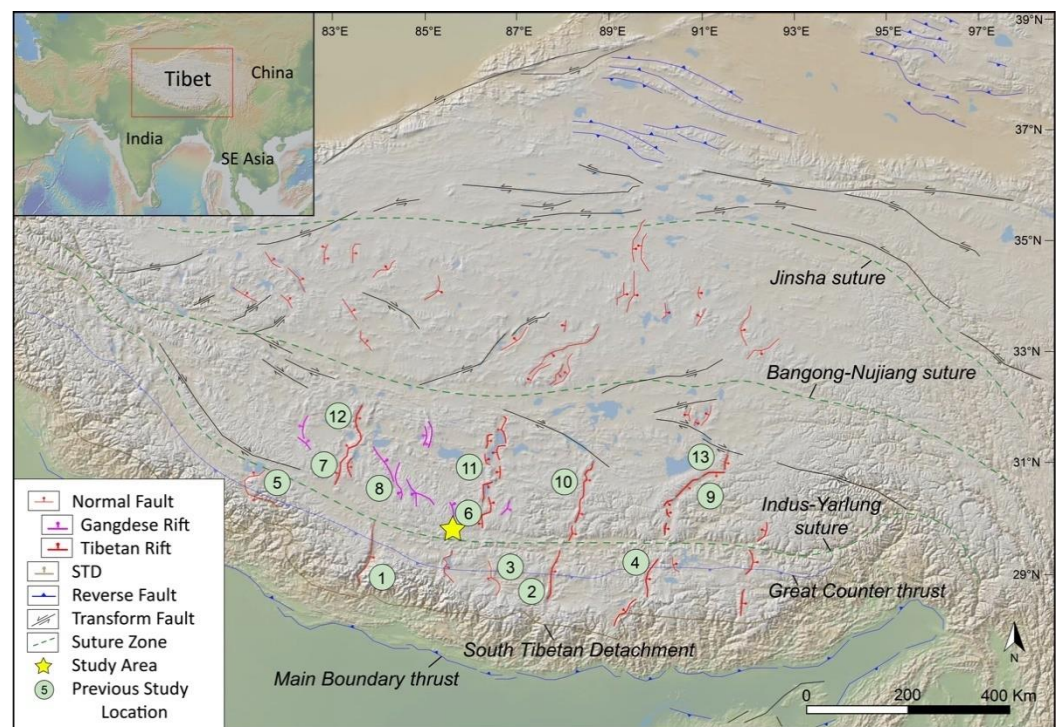 83°E 85°E 87°E 89°E 91°E 93°E 95°E 97°E 39°N
Tibet
China
India
SE Asia
37°N
35°N
Jinsha suture
33°N
Bangong-Nujiang suture
12
13
7
11
31°N
5
8
10
9
Indus-Yarlung
suture
6
3
4
1
2
29°N
Great Counter thrust
South Tibetan Detachment
Main Boundary thrust
Normal Fault
Gangdese Rift
Tibetan Rift
STD
Reverse Fault
Transform Fault
Suture Zone
Study Area
5 Previous Study
Location
N
0 200 400 Km